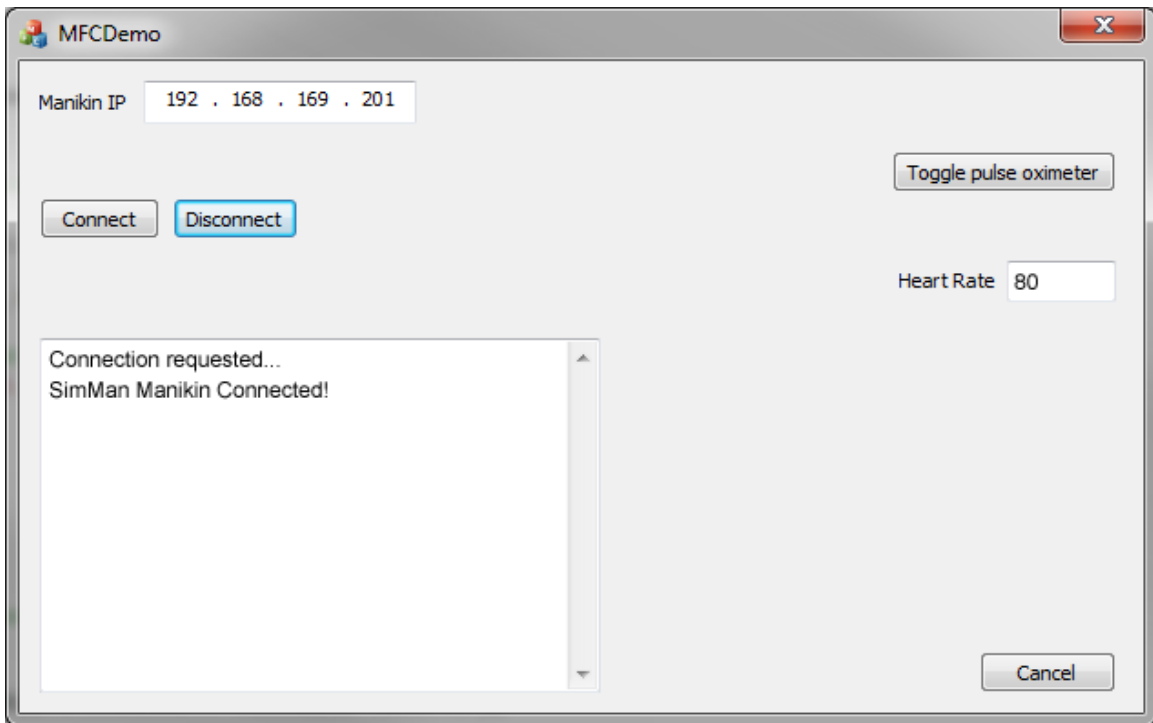 MFCDemo
Manikin IP 192 . 168 . 169 . 201
Toggle pulse oximeter
Connect Disconnect
Heart Rate 80
Connection requested...
SimMan Manikin Connected!
Cancel